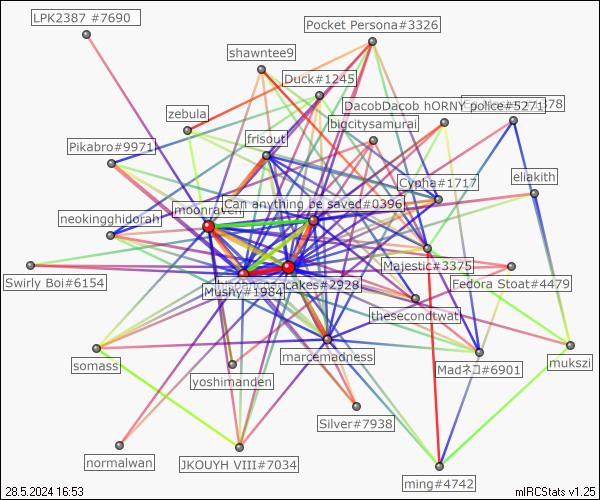 LPK2387 #7690
Pocket Persona#3326
shawntee9
Duck#1245
DacobDacob hORNY police#5271
zebula
bigcitysamurai
frisout
Pikabro#9971
Cypha#1717
eliakith
Can anything be saved#0396
moonraven
neokingghidorah
Majestic#3375
Swirly Boi#6154
Mushy#1984
cakes#2928
Fedora Stoat#4479
thesecondtwat
marcemadness
somass
Madネコ#6901
mukszi
yoshimanden
Silver#7938
normalwan
JKOUYH VIII#7034
ming#4742
28.5.2024 16:53
mIRCStats v1.25